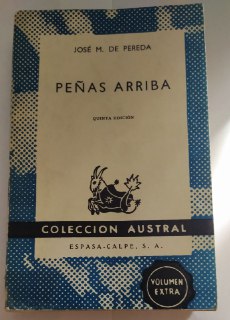 JOSÉ M. DE PEREDA
PEÑAS ARRIBA
QUINTA EDICIÓN
COLECCION AUSTRAL
ESPASA-CALPE, S. A.
VOLUMEN
EXTRA